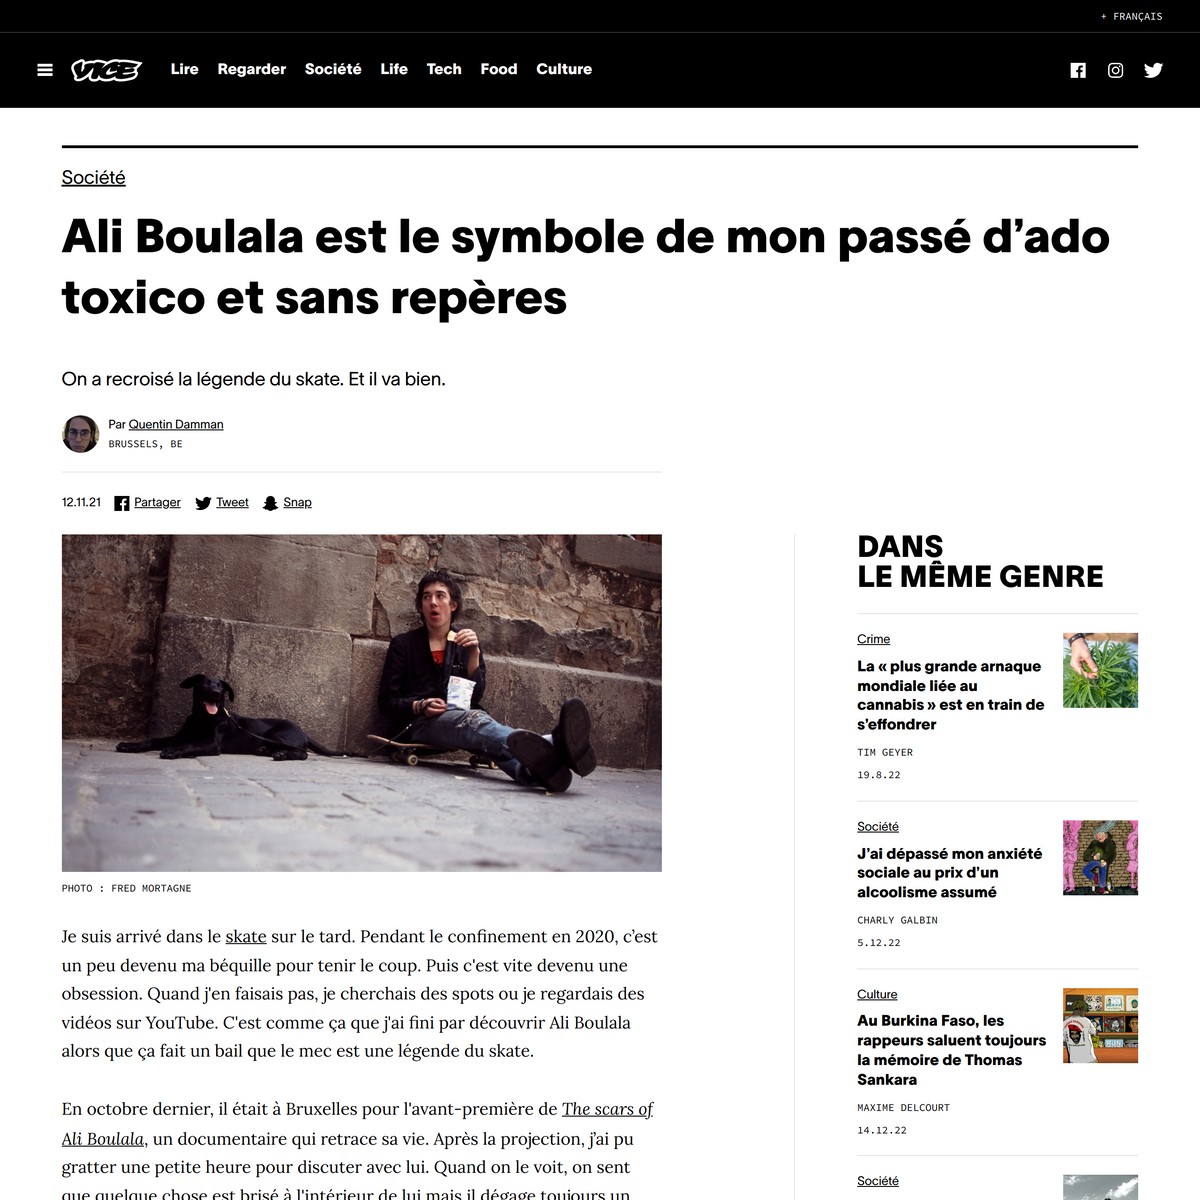 + FRANÇAIS
VICE
Lire Regarder Société Life Tech Food Culture
Société
Ali Boulala est le symbole de mon passé d’ado
toxico et sans repères
On a recroisé la légende du skate. Et il va bien.
Par Quentin Damman
BRUSSELS, BE
12.11.21 Partager Tweet Snap
PHOTO : FRED MORTAGNE
Je suis arrivé dans le skate sur le tard. Pendant le confinement en 2020, c’est
un peu devenu ma béquille pour tenir le coup. Puis c'est vite devenu une
obsession. Quand j'en faisais pas, je cherchais des spots ou je regardais des
vidéos sur YouTube. C'est comme ça que j'ai fini par découvrir Ali Boulala
alors que ça fait un bail que le mec est une légende du skate.
En octobre dernier, il était à Bruxelles pour l'avant-première de The scars of
Ali Boulala, un documentaire qui retrace sa vie. Après la projection, j’ai pu
gratter une petite heure pour discuter avec lui. Quand on le voit, on sent
que quelque chose est brisé à l'intérieur de lui mais il dégage toujours un
DANS
LE MÊME GENRE
Crime
La « plus grande arnaque
mondiale liée au
cannabis » est en train de
s’effondrer
TIM GEYER
19.8.22
Société
J’ai dépassé mon anxiété
sociale au prix d’un
alcoolisme assumé
CHARLY GALBIN
5.12.22
Culture
Au Burkina Faso, les
rappeurs saluent toujours
la mémoire de Thomas
Sankara
MAXIME DELCOURT
14.12.22
Société